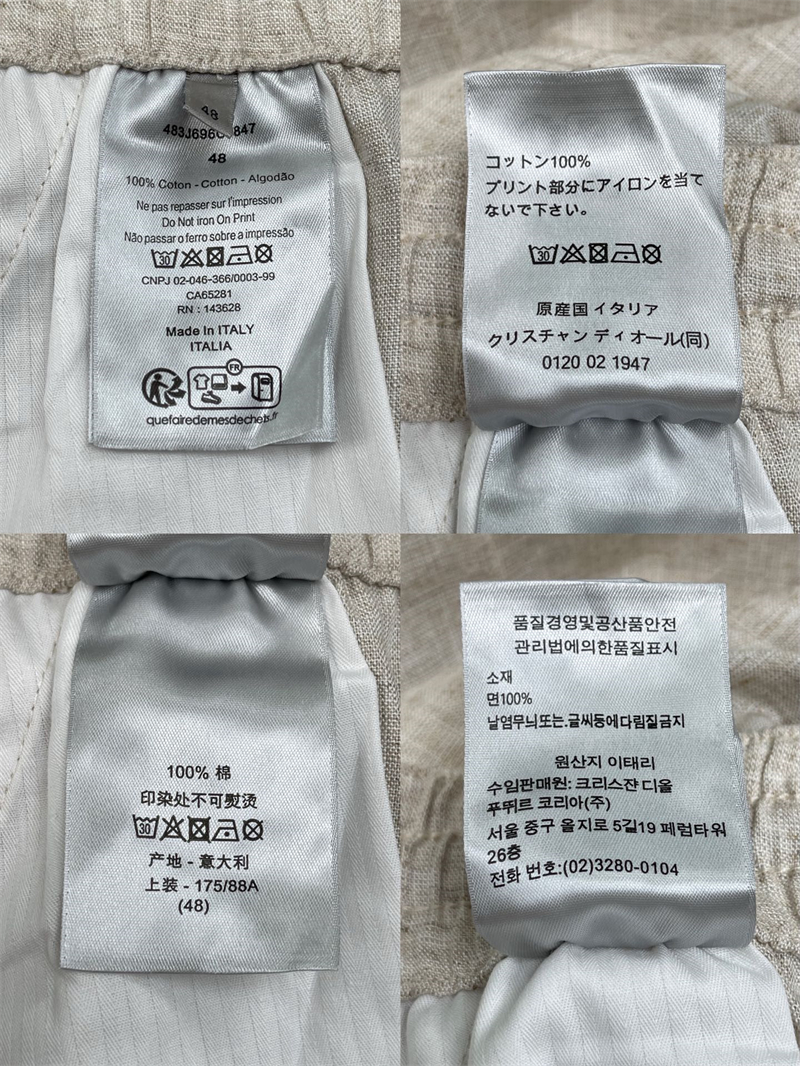 48
48
100% Coton - Cotton - Algodão
Ne pas repasser sur l'impression
Do Not iron On Print
Não passar o ferro sobre a impressão
30
CNPJ 02-046-366/0003-99
CA65281
RN : 143628
Made In ITALY
ITALIA
FR
quefairedemesdechets.fr
コットン100%
プリント部分にアイロンを当て
ないで下さい。
30
原産国 イタリア
クリスチャン ディオール(同)
0120 02 1947
100% 棉
印染处不可熨烫
30
产地 - 意大利
上装 - 175/88A
(48)
품질경영및공산품안전
관리법에의한품질표시
소재
면100%
날염무늬또는.글씨등에다림질금지
원산지 이태리
수입판매원: 크리스쟌 디올
푸뛰르 코리아(주)
서울 중구 을지로 5길19 페럼타워
26층
전화 번호:(02)3280-0104